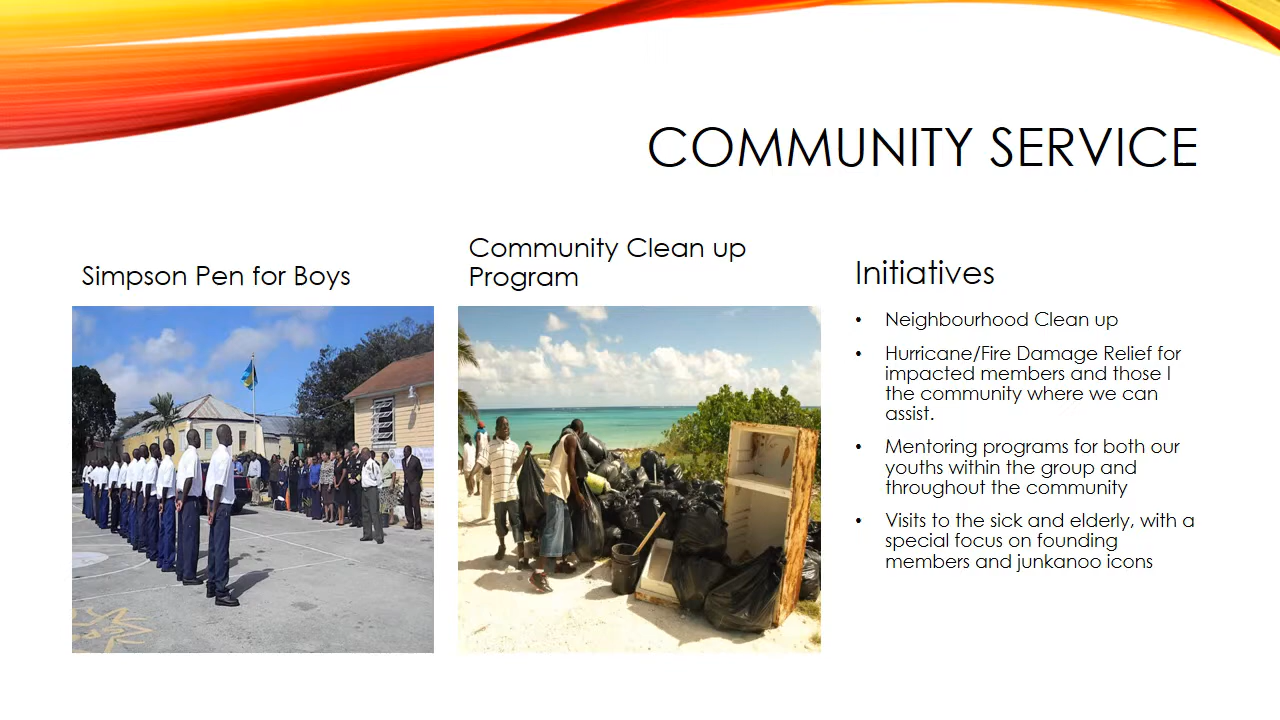 COMMUNITY SERVICE
Simpson Pen for Boys
Community Clean up
Program
Initiatives
• Neighbourhood Clean up
• Hurricane/Fire Damage Relief for
impacted members and those I
the community where we can
assist.
• Mentoring programs for both our
youths within the group and
throughout the community
• Visits to the sick and elderly, with a
special focus on founding
members and junkanoo icons